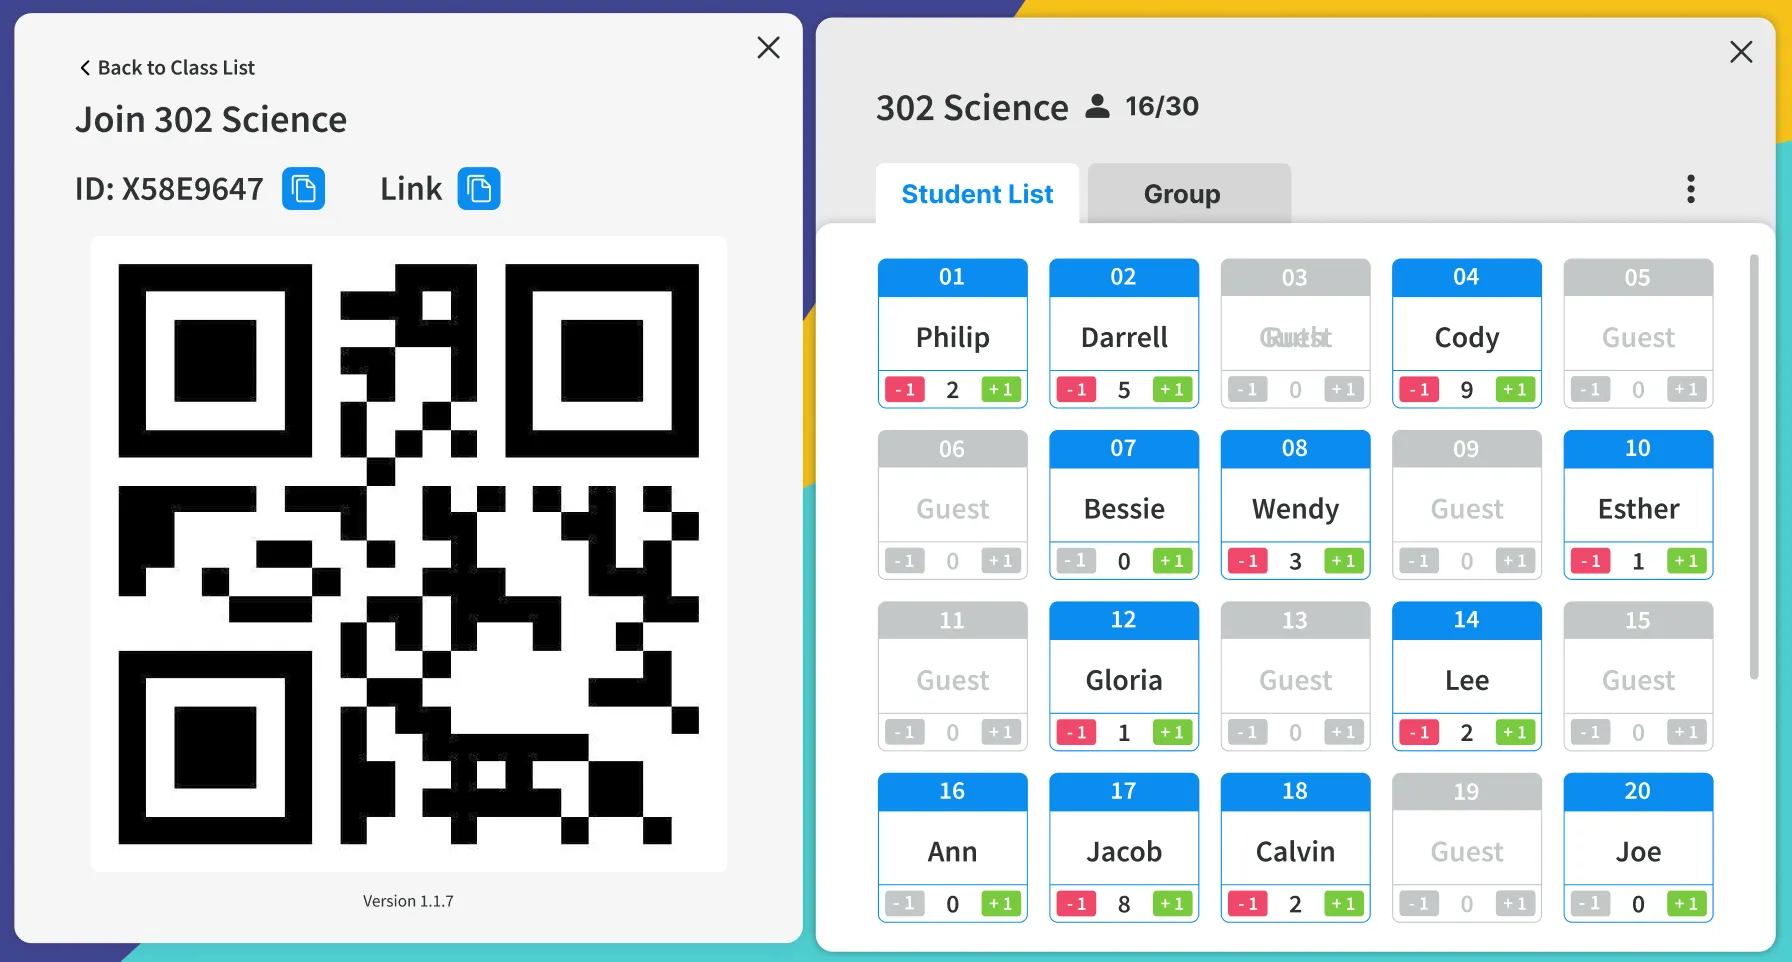 Back to Class List
Join 302 Science
ID: X58E9647
Link
Version 1.1.7
302 Science 16/30
Student List
Group
01 02 03 04 05
Philip Darrell Cody Guest
-1 2 +1 -1 5 +1 -1 0 +1 -1 9 +1 -1 0 +1
06 07 08 09 10
Guest Bessie Wendy Guest Esther
-1 0 +1 -1 0 +1 -1 3 +1 -1 0 +1 -1 1 +1
11 12 13 14 15
Guest Gloria Guest Lee Guest
-1 0 +1 -1 1 +1 -1 0 +1 -1 2 +1 -1 0 +1
16 17 18 19 20
Ann Jacob Calvin Guest Joe
-1 0 +1 -1 8 +1 -1 2 +1 -1 0 +1 -1 0 +1